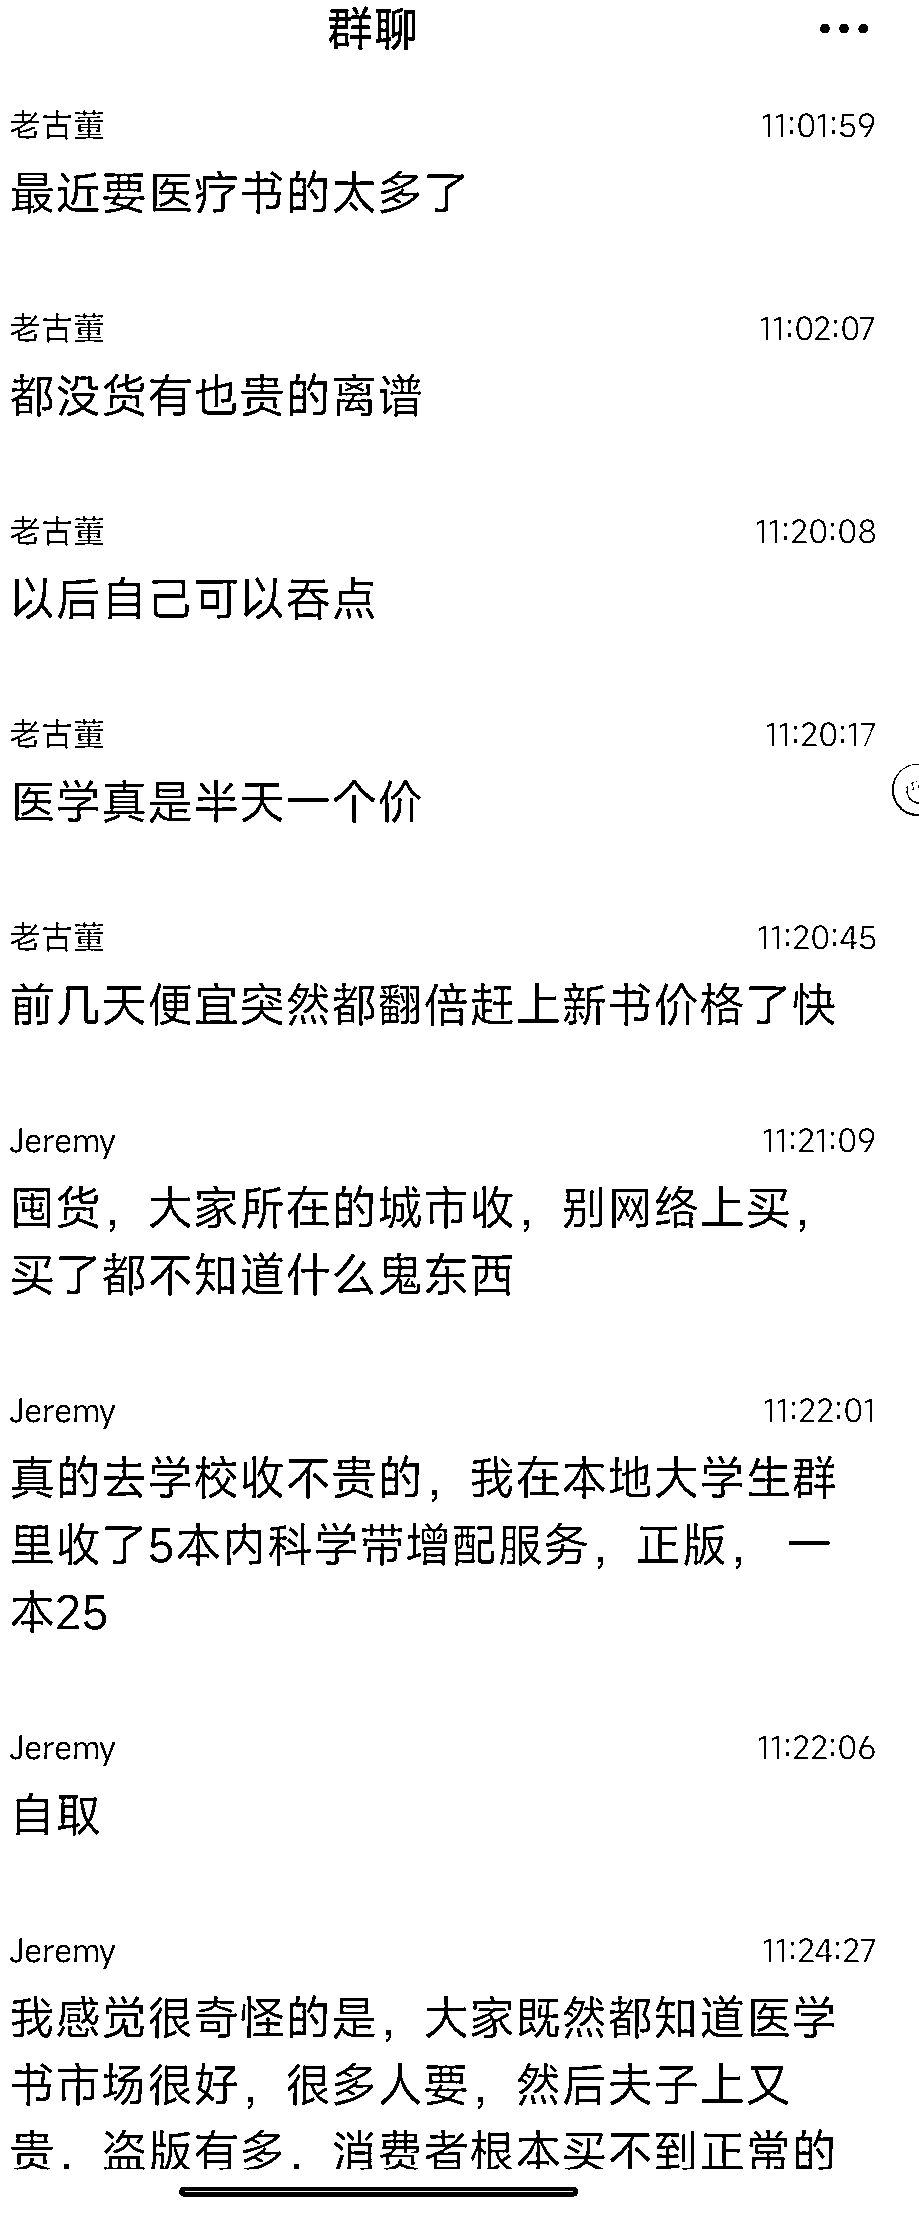 群聊
老古董 11:01:59
最近要医疗书的太多了
老古董 11:02:07
都没货有也贵的离谱
老古董 11:20:08
以后自己可以吞点
老古董 11:20:17
医学真是半天一个价
老古董 11:20:45
前几天便宜突然都翻倍赶上新书价格了快
Jeremy 11:21:09
囤货，大家所在的城市收，别网络上买，
买了都不知道什么鬼东西
Jeremy 11:22:01
真的去学校收不贵的，我在本地大学生群
里收了5本内科学带增配服务，正版， 一
本25
Jeremy 11:22:06
自取
Jeremy 11:24:27
我感觉很奇怪的是，大家既然都知道医学
书市场很好，很多人要，然后夫子上又
贵．盗版有多．消费者根本买不到正常的